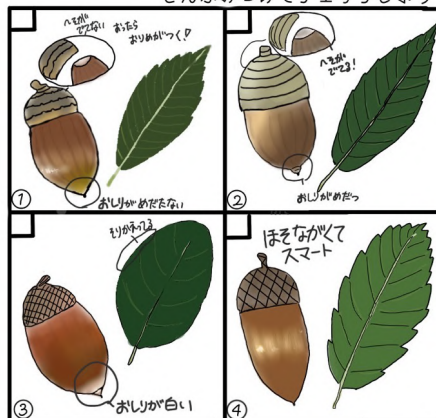 へそが
でてない
おったら
おりめがつく!
おしりがめだたない
①
へそが
でてる!
おしりがめだつ
②
そりかえってる
おしりが白い
③
ほそながくて
スマート
④